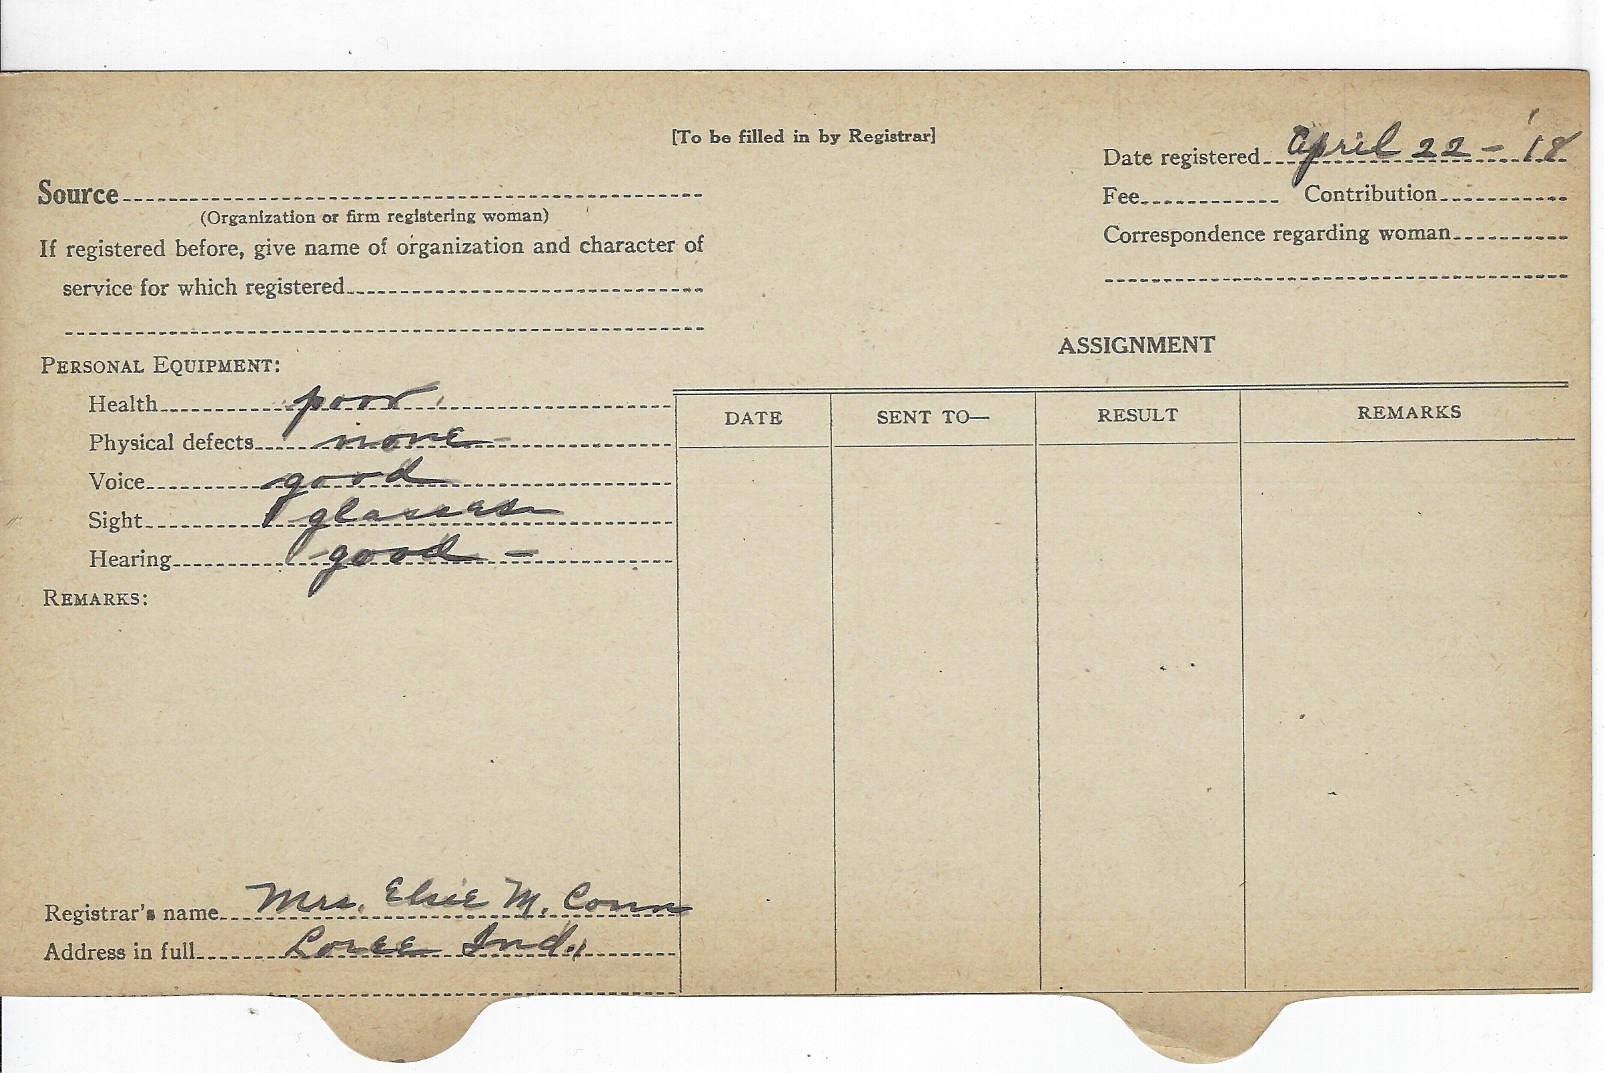 [To be filled in by Registrar]
Date registered April 22 - '18
Source
(Organization or firm registering woman)
Fee Contribution
If registered before, give name of organization and character of
service for which registered
Correspondence regarding woman
PERSONAL EQUIPMENT:
Health poor
Physical defects none
Voice good
Sight glasses
Hearing good -
REMARKS:
ASSIGNMENT
DATE SENT TO— RESULT REMARKS
Registrar's name Mrs. Elsie M. Conn
Address in full Loree Ind.